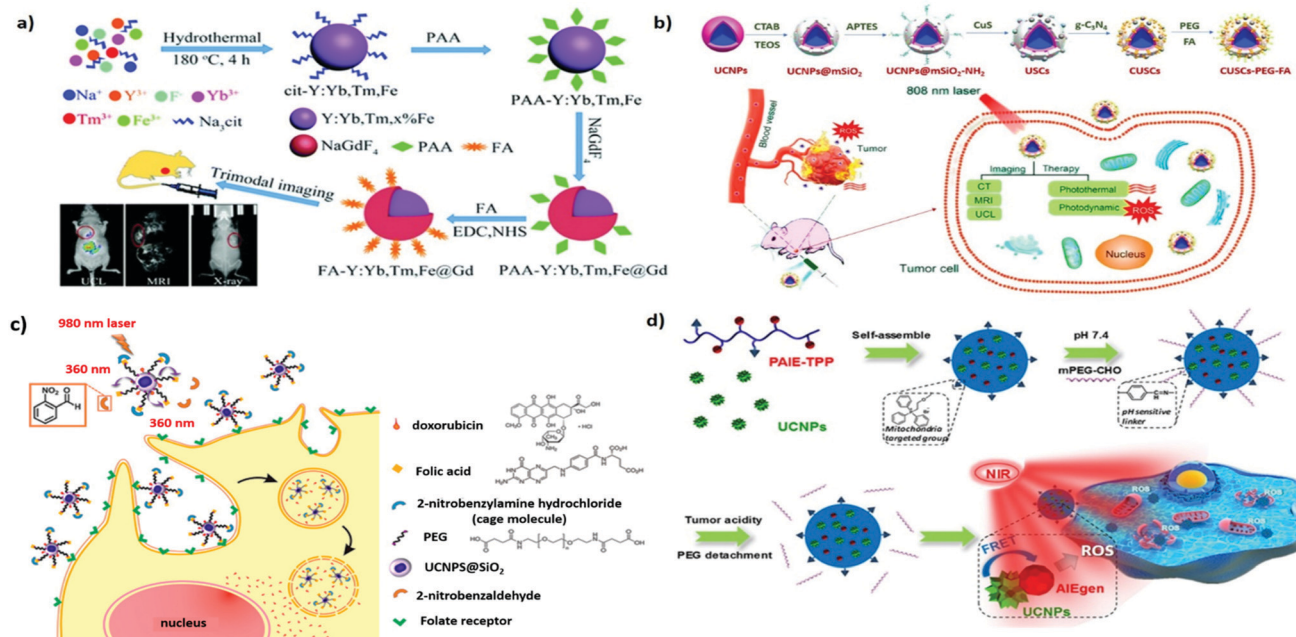 a)
Hydrothermal
180 °C, 4 h
PAA
cit-Y:Yb,Tm,Fe
PAA-Y:Yb,Tm,Fe
Na⁺ Y³⁺ F⁻ Yb³⁺
Tm³⁺ Fe³⁺ Na₃cit
Y:Yb,Tm,x%Fe
NaGdF₄ PAA FA
NaGdF₄
Trimodal imaging
FA
EDC,NHS
FA-Y:Yb,Tm,Fe@Gd
PAA-Y:Yb,Tm,Fe@Gd
UCL MRI X-ray
b)
CTAB
TEOS
APTES
CuS
g-C₃N₄
PEG
FA
UCNPs
UCNPs@mSiO₂
UCNPs@mSiO₂-NH₂
USCs
CUSCs
CUSCs-PEG-FA
808 nm laser
Blood vessel
ROS
Tumor
Imaging
Therapy
CT
MRI
UCL
Photothermal
Photodynamic
ROS
Nucleus
Tumor cell
c)
980 nm laser
360 nm
NO₂
O
H
360 nm
nucleus
doxorubicin
Folic acid
2-nitrobenzylamine hydrochloride
(cage molecule)
PEG
UCNPS@SiO₂
2-nitrobenzaldehyde
Folate receptor
d)
PAIE-TPP
UCNPs
Self-assemble
Mitochondria
targeted group
pH 7.4
mPEG-CHO
pH sensitive
linker
Tumor acidity
PEG detachment
NIR
FRET
ROS
AIEgen
UCNPs
ROS
ROS
ROS
ROS